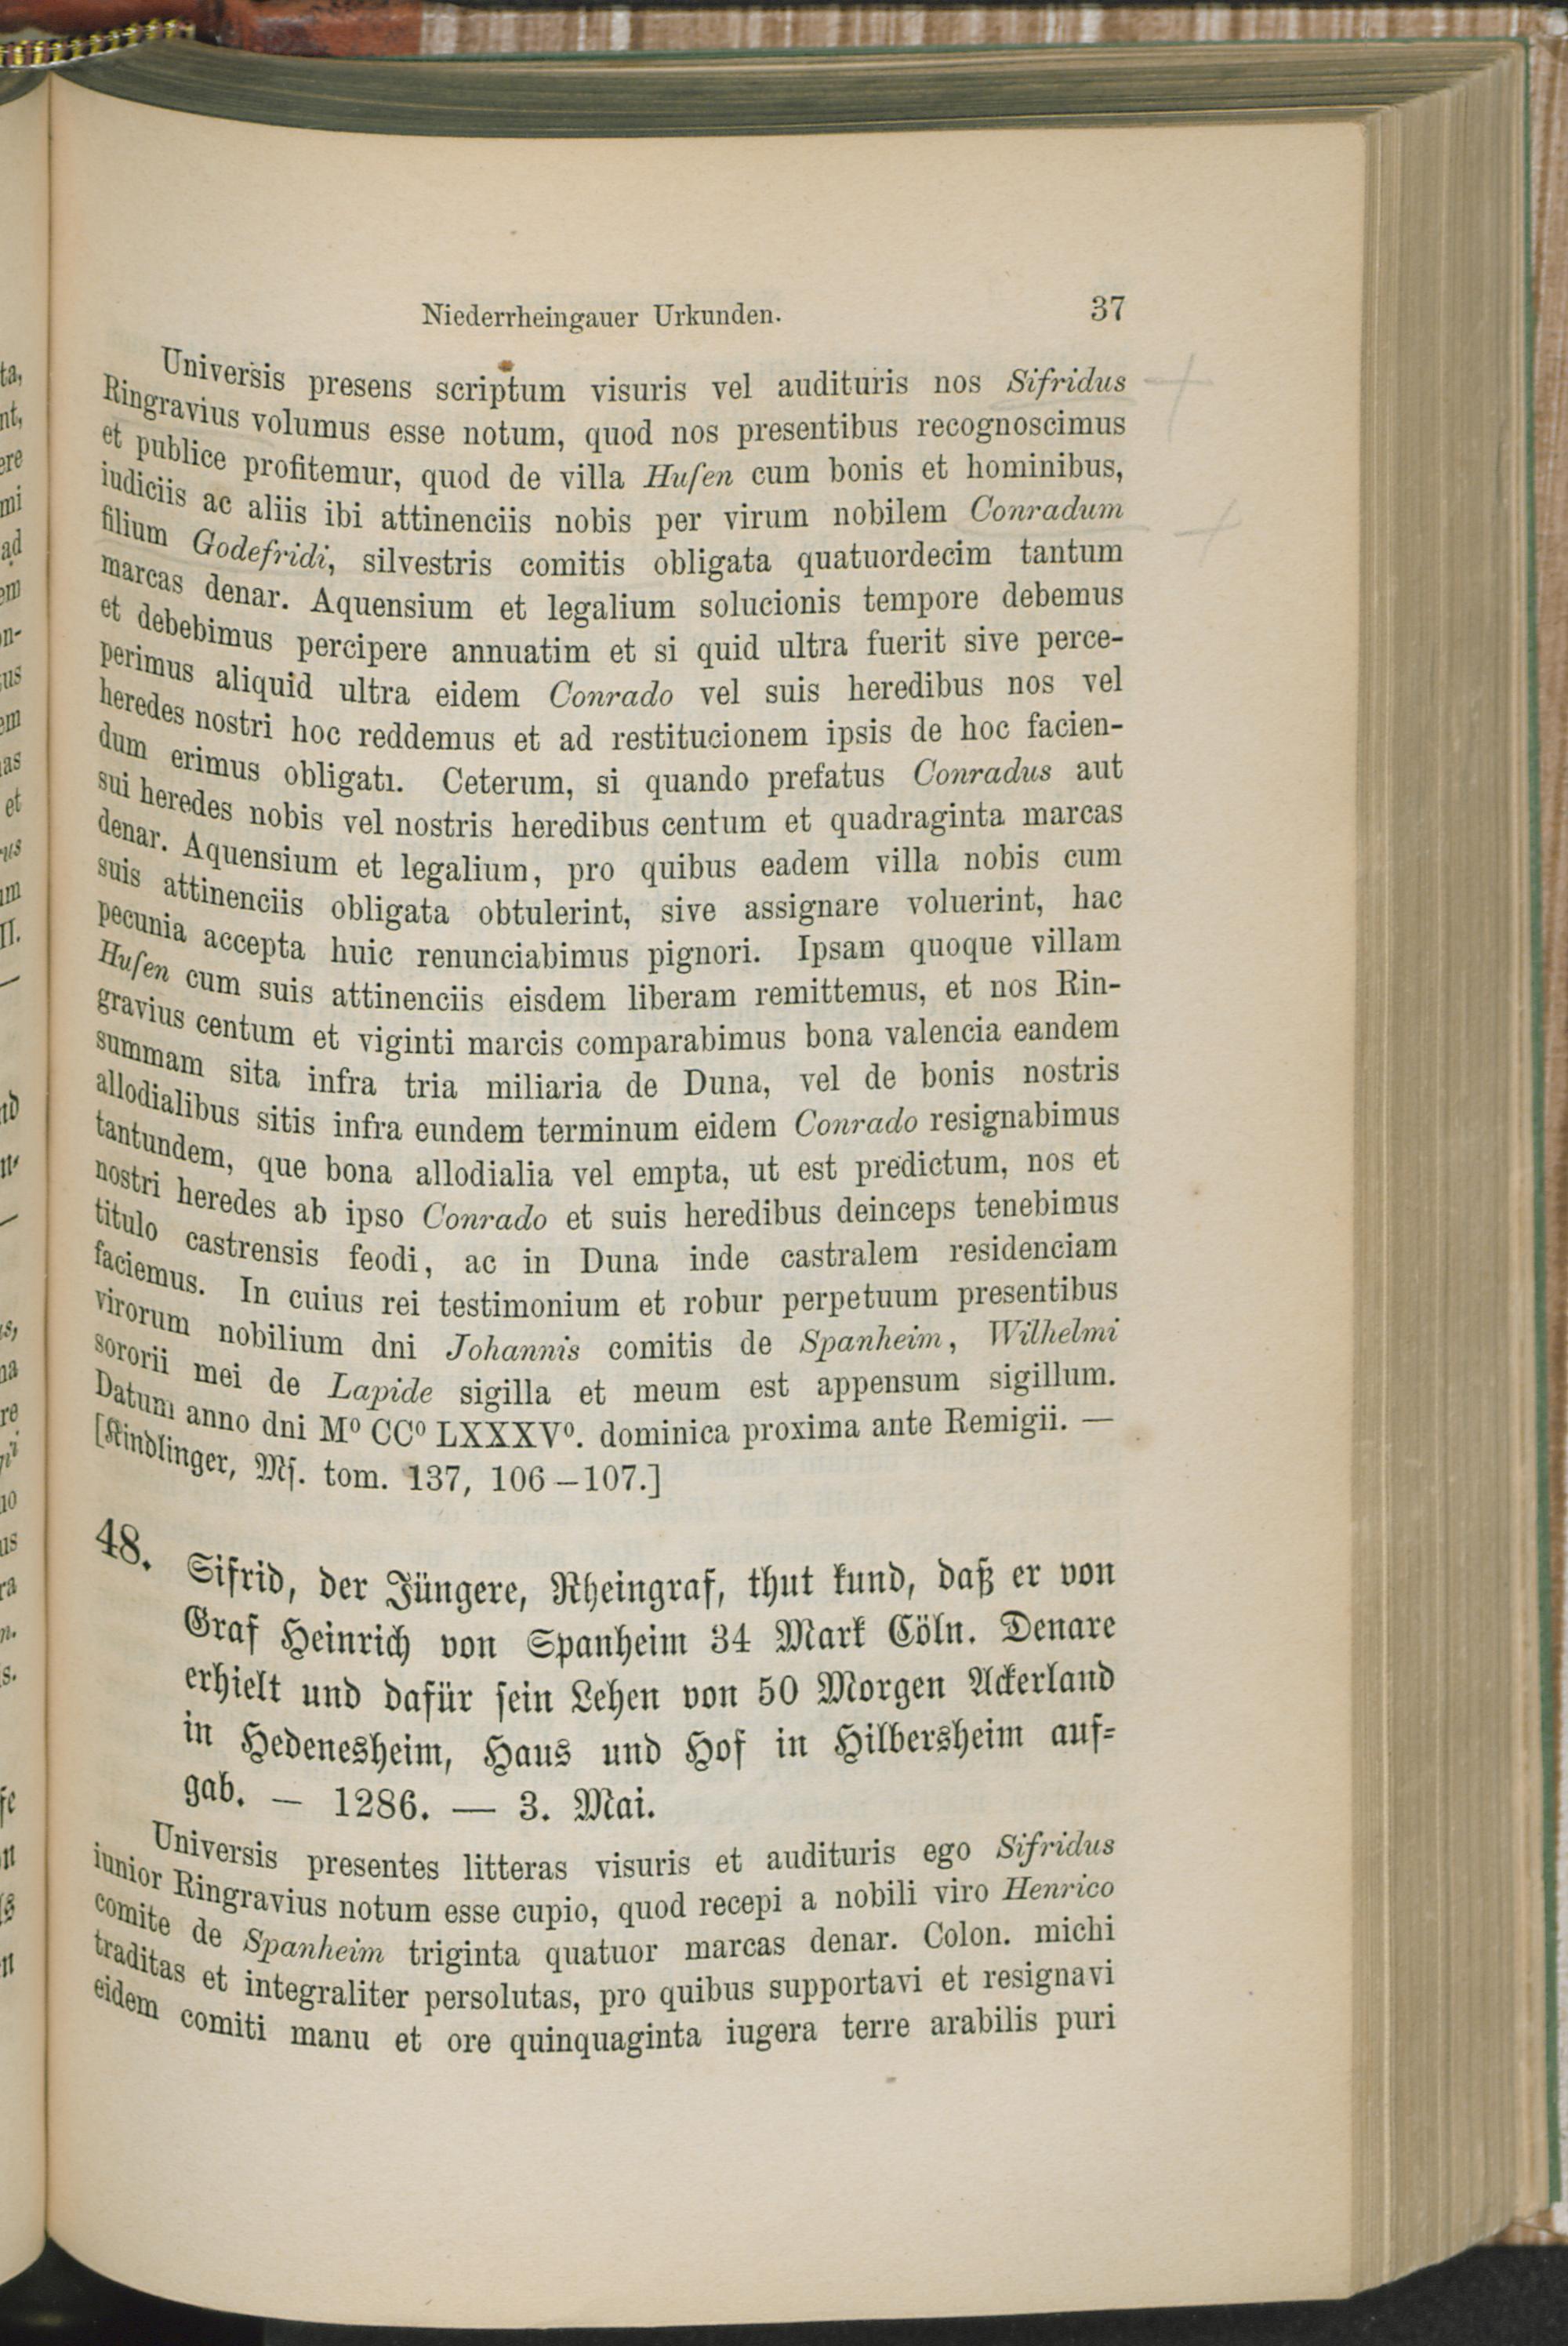 Niederrheingauer Urkunden. 37
Universis presens scriptum visuris vel audituris nos Sifridus
Ringravius volumus esse notum, quod nos presentibus recognoscimus
et publice profitemur, quod de villa Huſen cum bonis et hominibus,
iudiciis ac aliis ibi attinenciis nobis per virum nobilem Conradum
filium Godefridi, silvestris comitis obligata quatuordecim tantum
marcas denar. Aquensium et legalium solucionis tempore debemus
et debebimus percipere annuatim et si quid ultra fuerit sive perce-
perimus aliquid ultra eidem Conrado vel suis heredibus nos vel
heredes nostri hoc reddemus et ad restitucionem ipsis de hoc facien-
dum erimus obligati. Ceterum, si quando prefatus Conradus aut
sui heredes nobis vel nostris heredibus centum et quadraginta marcas
denar. Aquensium et legalium, pro quibus eadem villa nobis cum
suis attinenciis obligata obtulerint, sive assignare voluerint, hac
pecunia accepta huic renunciabimus pignori. Ipsam quoque villam
Huſen cum suis attinenciis eisdem liberam remittemus, et nos Rin-
gravius centum et viginti marcis comparabimus bona valencia eandem
summam sita infra tria miliaria de Duna, vel de bonis nostris
allodialibus sitis infra eundem terminum eidem Conrado resignabimus
tantundem, que bona allodialia vel empta, ut est predictum, nos et
nostri heredes ab ipso Conrado et suis heredibus deinceps tenebimus
titulo castrensis feodi, ac in Duna inde castralem residenciam
faciemus. In cuius rei testimonium et robur perpetuum presentibus
virorum nobilium dni Johannis comitis de Spanheim, Wilhelmi
sororii mei de Lapide sigilla et meum est appensum sigillum.
Datum anno dni Mº CCº LXXXVº. dominica proxima ante Remigii. —
[Kindlinger, Mſ. tom. 137, 106–107.]
48. Sifrid, der Jüngere, Rheingraf, thut kund, daß er von
Graf Heinrich von Spanheim 34 Mark Cöln. Denare
erhielt und dafür ſein Lehen von 50 Morgen Ackerland
in Hedenesheim, Haus und Hof in Hilbersheim auf-
gab. — 1286. — 3. Mai.
Universis presentes litteras visuris et audituris ego Sifridus
iunior Ringravius notum esse cupio, quod recepi a nobili viro Henrico
comite de Spanheim triginta quatuor marcas denar. Colon. michi
traditas et integraliter persolutas, pro quibus supportavi et resignavi
eidem comiti manu et ore quinquaginta iugera terre arabilis puri